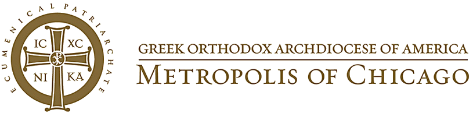 ECUMENICAL PATRIARCHATE
IC XC
NI KA
GREEK ORTHODOX ARCHDIOCESE OF AMERICA
METROPOLIS OF CHICAGO